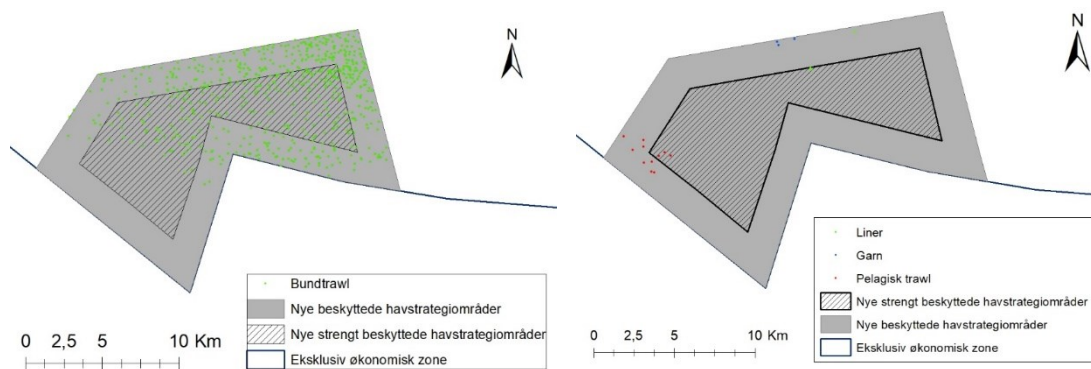 N
Bundtrawl
Nye beskyttede havstrategiområder
Nye strengt beskyttede havstrategiområder
Eksklusiv økonomisk zone
0 2,5 5 10 Km
N
Liner
Garn
Pelagisk trawl
Nye strengt beskyttede havstrategiområder
Nye beskyttede havstrategiområder
Eksklusiv økonomisk zone
0 2,5 5 10 Km